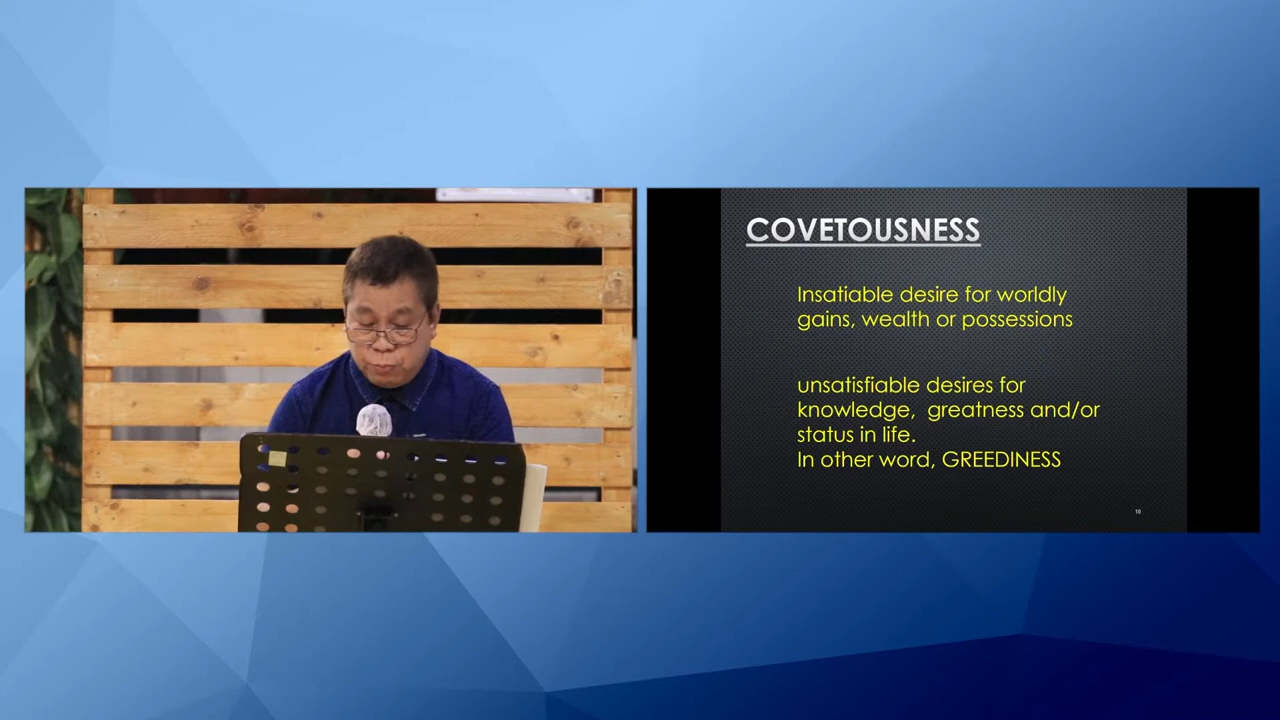 COVETOUSNESS
Insatiable desire for worldly
gains, wealth or possessions
unsatisfiable desires for
knowledge,  greatness and/or
status in life.
In other word, GREEDINESS
10